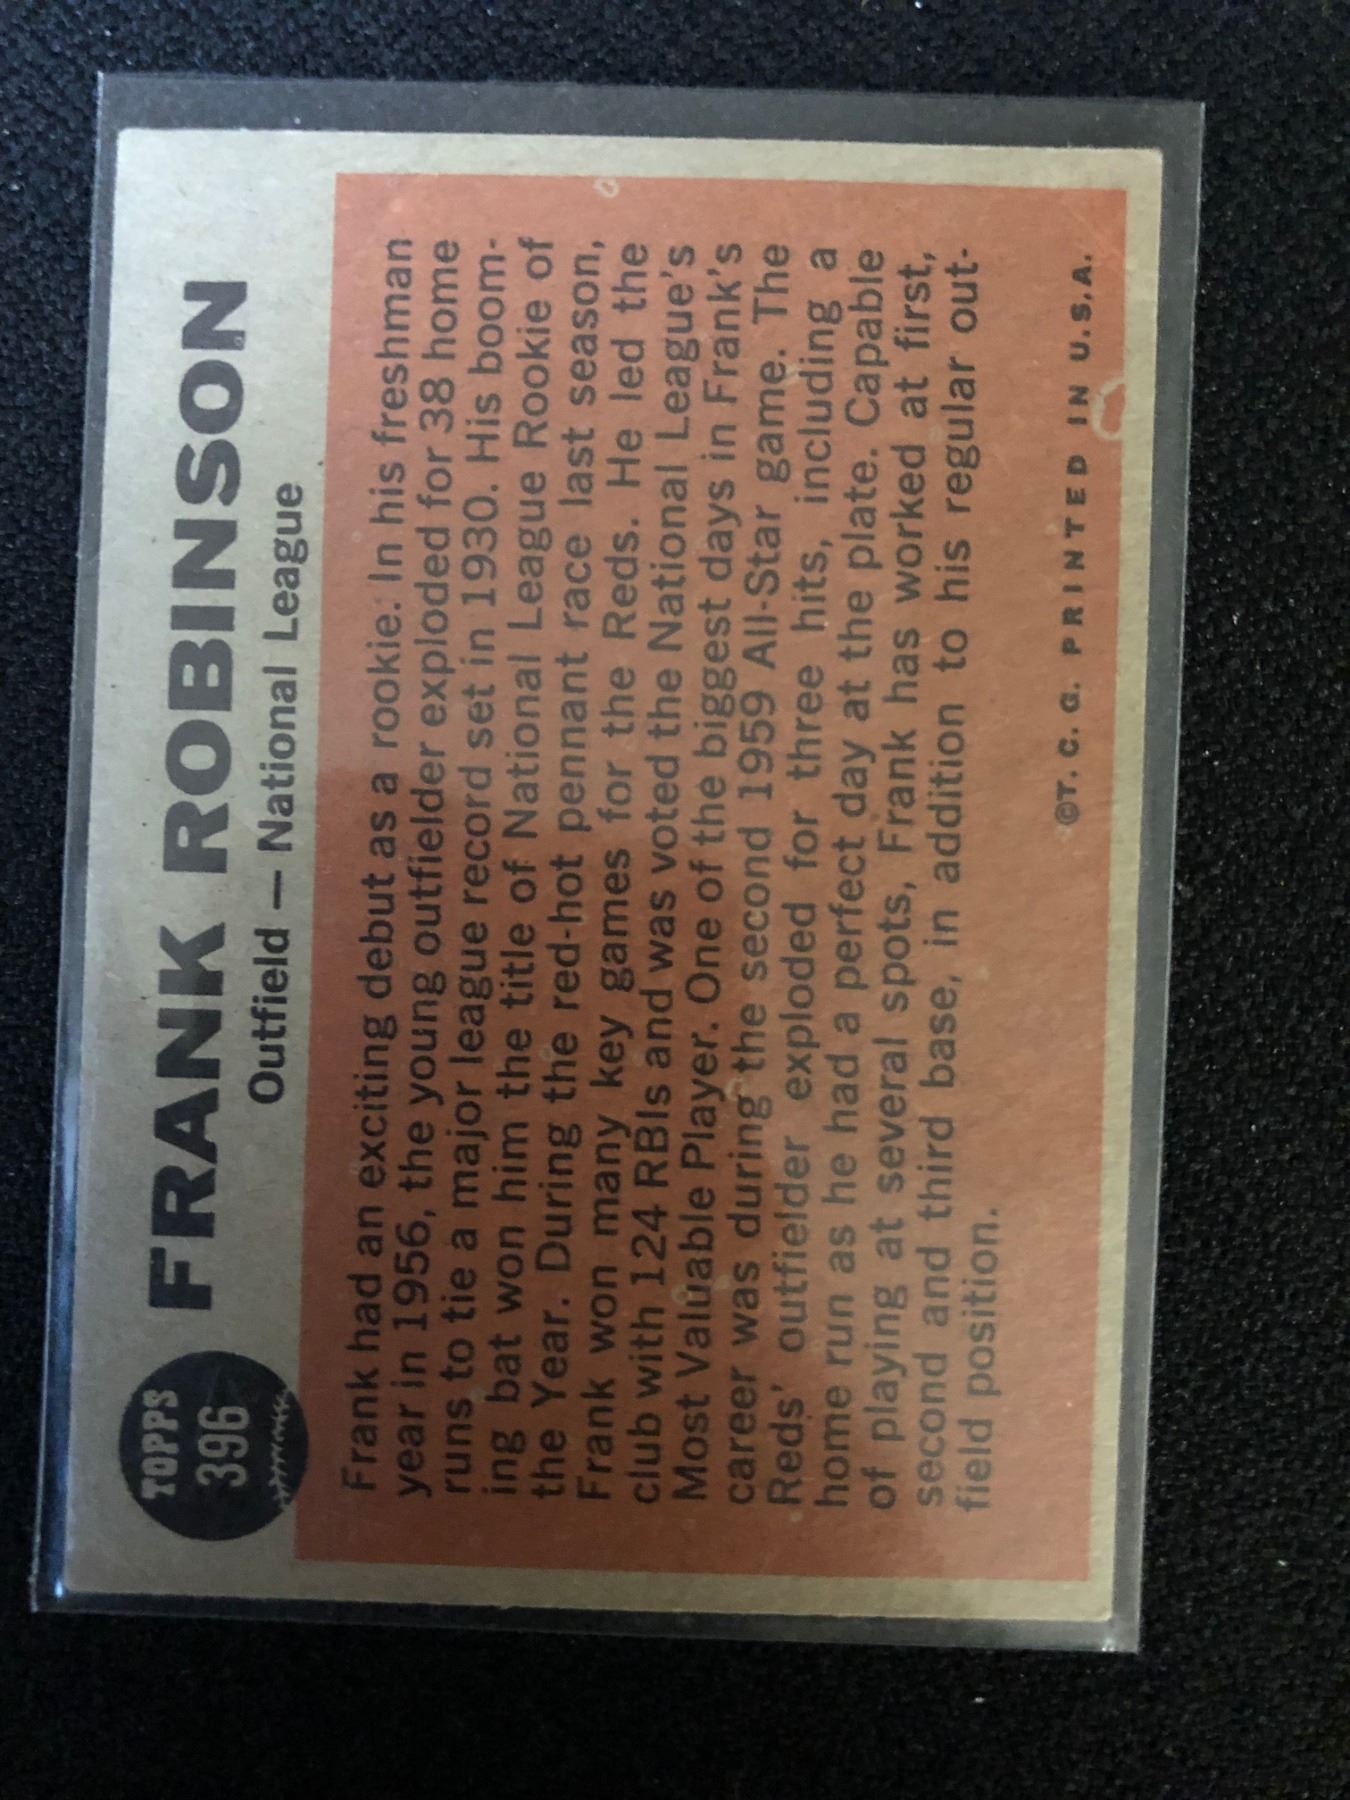 TOPPS
396
FRANK ROBINSON
Outfield — National League
Frank had an exciting debut as a rookie. In his freshman
year in 1956, the young outfielder exploded for 38 home
runs to tie a major league record set in 1930. His boom-
ing bat won him the title of National League Rookie of
the Year. During the red-hot pennant race last season,
Frank won many key games for the Reds. He led the
club with 124 RBIs and was voted the National League's
Most Valuable Player. One of the biggest days in Frank's
career was during the second 1959 All-Star game. The
Reds' outfielder exploded for three hits, including a
home run as he had a perfect day at the plate. Capable
of playing at several spots, Frank has worked at first,
second and third base, in addition to his regular out-
field position.
©T. C. G. PRINTED IN U.S.A.